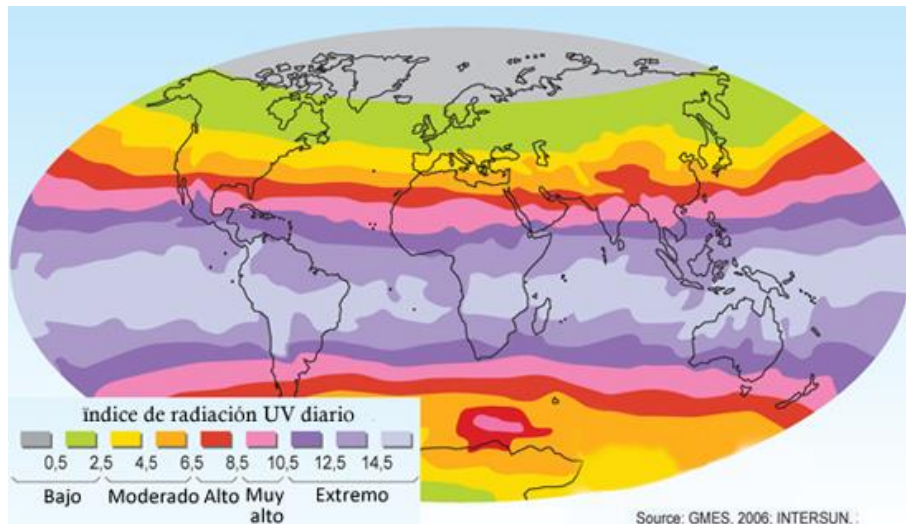 ïndice de radiación UV diario
0,5 2,5 4,5 6,5 8,5 10,5 12,5 14,5
Bajo Moderado Alto Muy alto Extremo
Source: GMES, 2006; INTERSUN. :